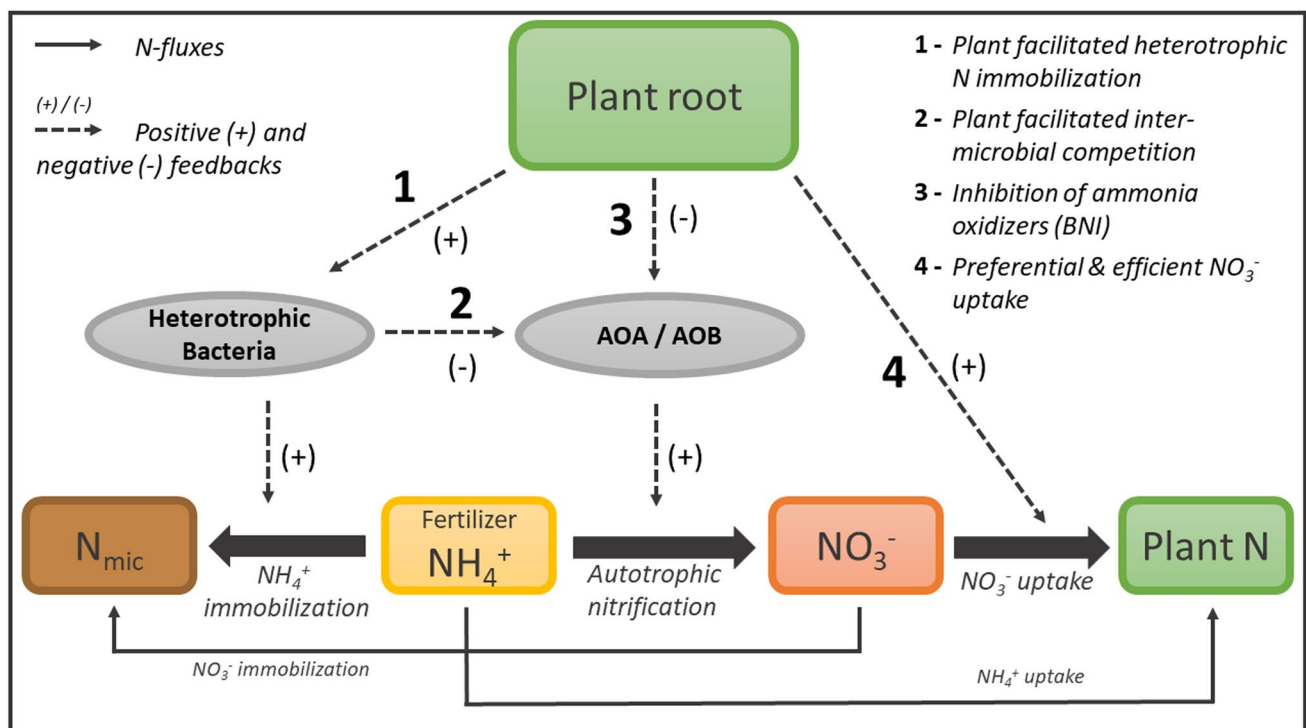 N-fluxes
(+) / (-)
Positive (+) and
negative (-) feedbacks
Plant root
1 - Plant facilitated heterotrophic
N immobilization
2 - Plant facilitated inter-
microbial competition
3 - Inhibition of ammonia
oxidizers (BNI)
4 - Preferential & efficient NO₃⁻
uptake
1
(+)
3
(-)
4
(+)
Heterotrophic
Bacteria
2
(-)
AOA / AOB
(+)
(+)
N_mic
NH₄⁺
immobilization
Fertilizer
NH₄⁺
Autotrophic
nitrification
NO₃⁻
NO₃⁻ uptake
Plant N
NO₃⁻ immobilization
NH₄⁺ uptake